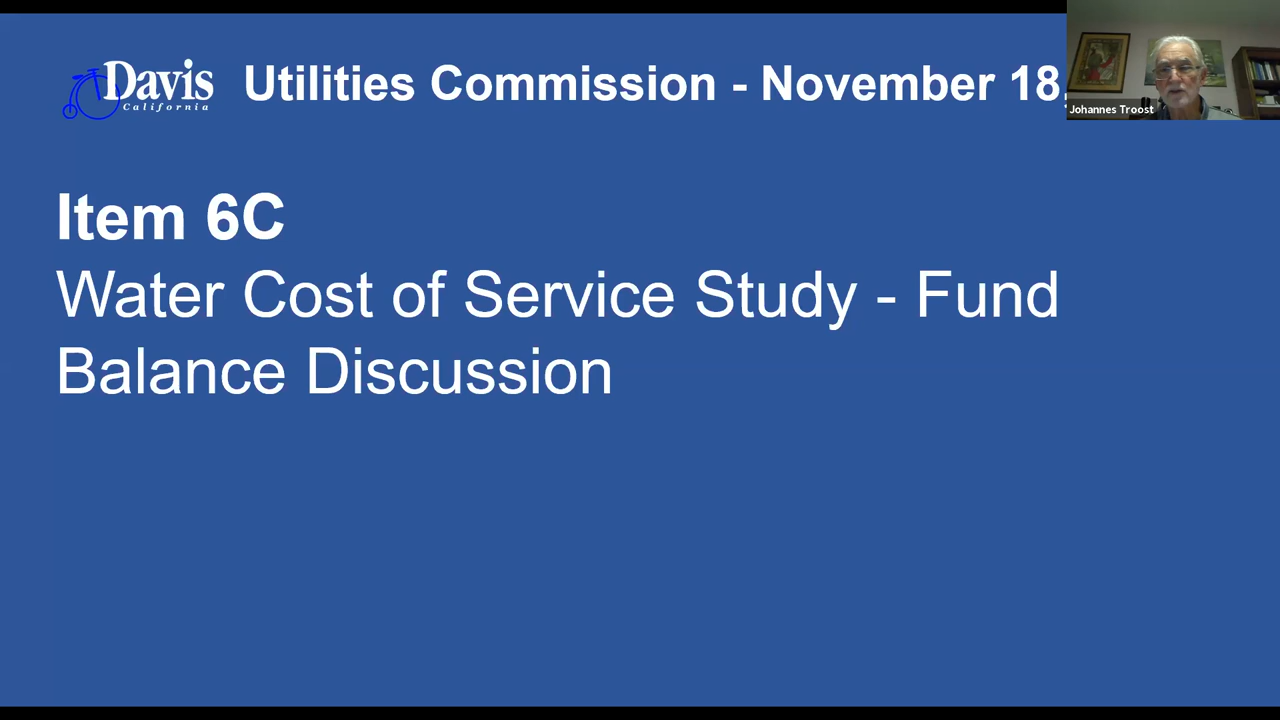 Davis
California
Utilities Commission - November 18,
Johannes Troost
Item 6C
Water Cost of Service Study - Fund
Balance Discussion